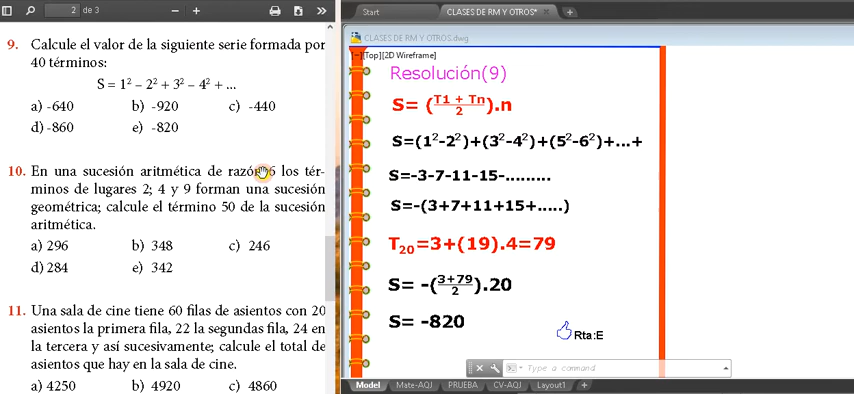 2 de 3
9. Calcule el valor de la siguiente serie formada por
40 términos:
S = 1² − 2² + 3² − 4² + ...
a) -640 b) -920 c) -440
d) -860 e) -820
10. En una sucesión aritmética de razón 6 los tér-
minos de lugares 2; 4 y 9 forman una sucesión
geométrica; calcule el término 50 de la sucesión
aritmética.
a) 296 b) 348 c) 246
d) 284 e) 342
11. Una sala de cine tiene 60 filas de asientos con 20
asientos la primera fila, 22 la segundas fila, 24 en
la tercera y así sucesivamente; calcule el total de
asientos que hay en la sala de cine.
a) 4250 b) 4920 c) 4860
Start CLASES DE RM Y OTROS*
CLASES DE RM Y OTROS.dwg
[−][Top][2D Wireframe]
Resolución(9)
S= (T1 + Tn/2).n
S=(1²-2²)+(3²-4²)+(5²-6²)+...+
S=-3-7-11-15-.........
S=-(3+7+11+15+.....)
T₂₀=3+(19).4=79
S= -(3+79/2).20
S= -820
Rta:E
Type a command
Model Mate-AQJ PRUEBA CV-AQJ Layout1 +